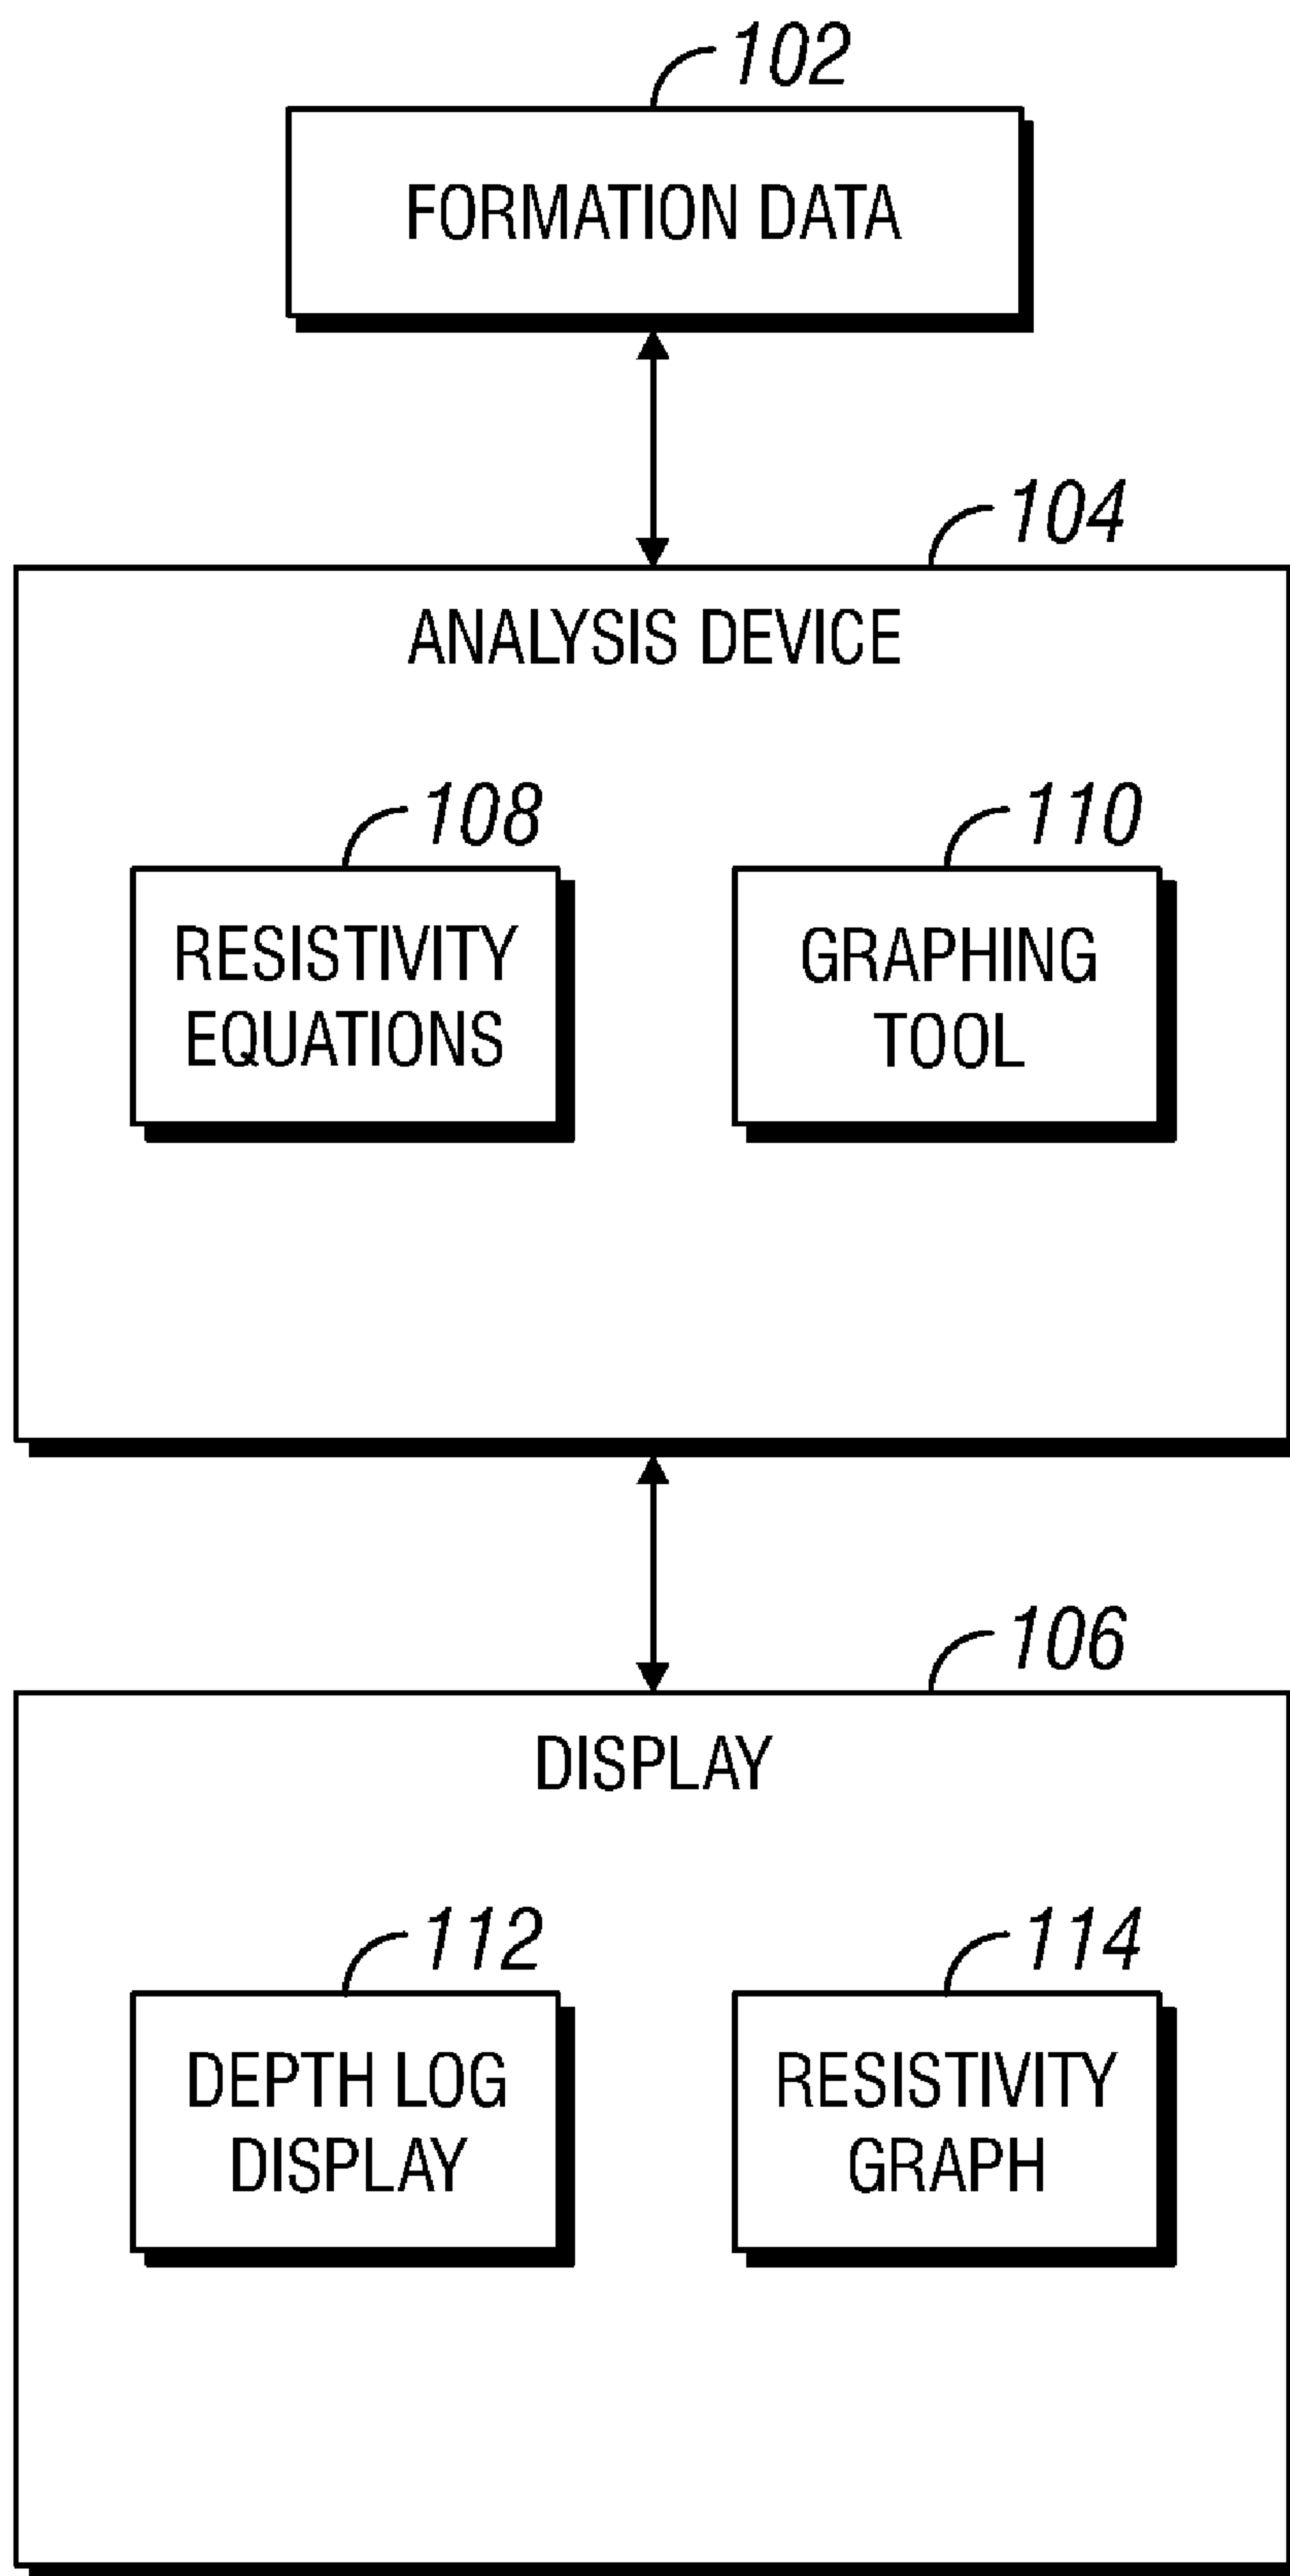 102
FORMATION DATA
104
ANALYSIS DEVICE
108
RESISTIVITY
EQUATIONS
110
GRAPHING
TOOL
106
DISPLAY
112
DEPTH LOG
DISPLAY
114
RESISTIVITY
GRAPH